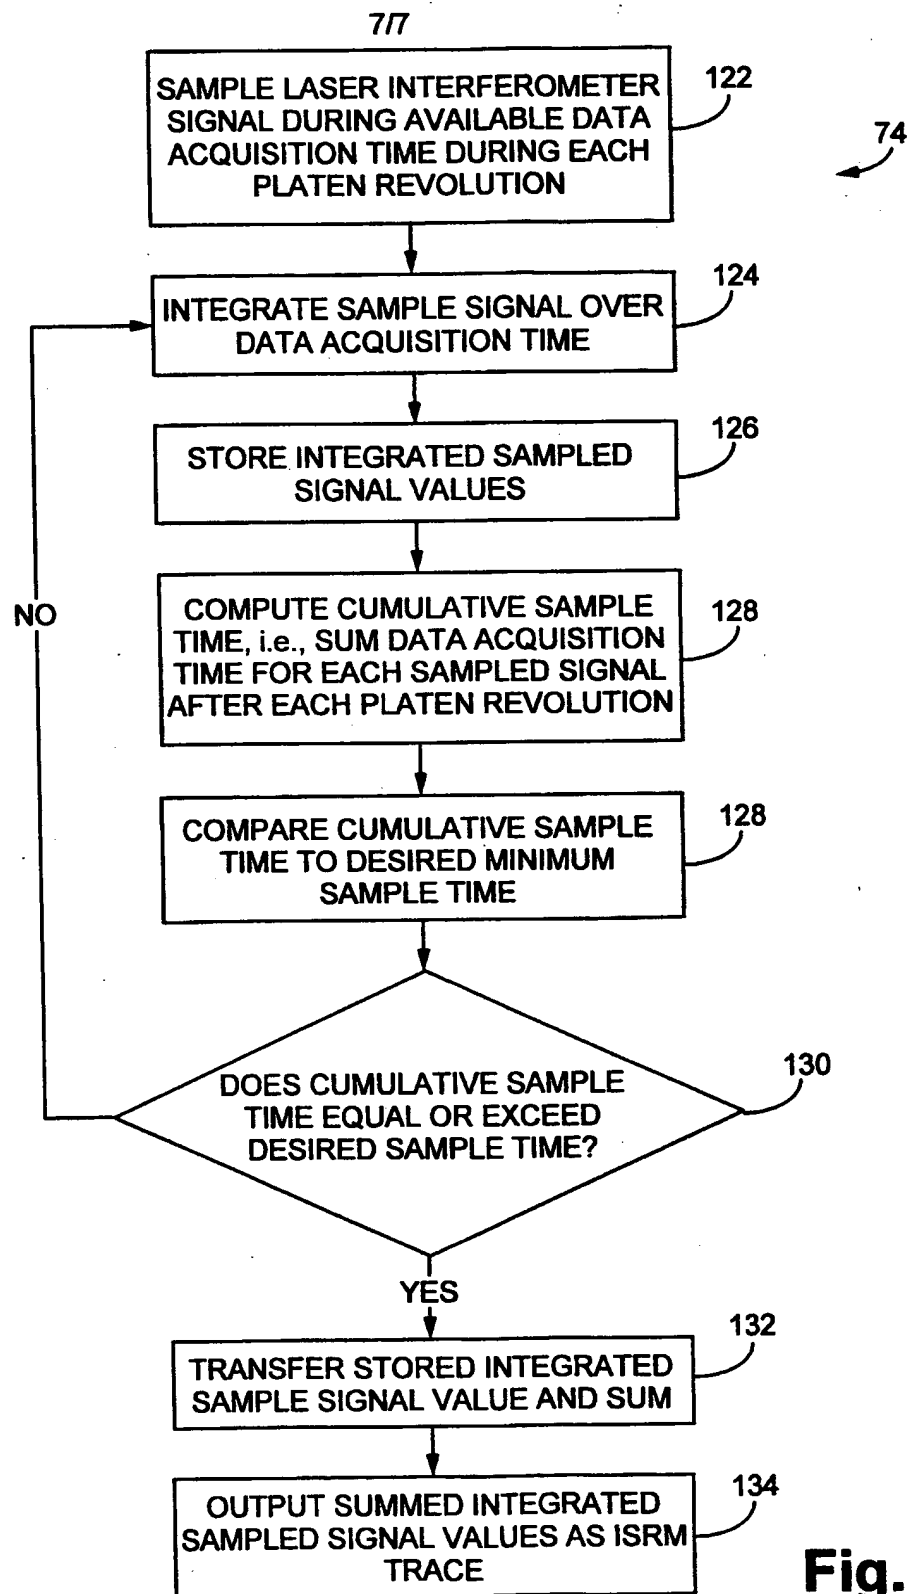 7/7
SAMPLE LASER INTERFEROMETER
SIGNAL DURING AVAILABLE DATA
ACQUISITION TIME DURING EACH
PLATEN REVOLUTION
122
74
INTEGRATE SAMPLE SIGNAL OVER
DATA ACQUISITION TIME
124
STORE INTEGRATED SAMPLED
SIGNAL VALUES
126
NO
COMPUTE CUMULATIVE SAMPLE
TIME, i.e., SUM DATA ACQUISITION
TIME FOR EACH SAMPLED SIGNAL
AFTER EACH PLATEN REVOLUTION
128
COMPARE CUMULATIVE SAMPLE
TIME TO DESIRED MINIMUM
SAMPLE TIME
128
DOES CUMULATIVE SAMPLE
TIME EQUAL OR EXCEED
DESIRED SAMPLE TIME?
130
YES
TRANSFER STORED INTEGRATED
SAMPLE SIGNAL VALUE AND SUM
132
OUTPUT SUMMED INTEGRATED
SAMPLED SIGNAL VALUES AS ISRM
TRACE
134
Fig.